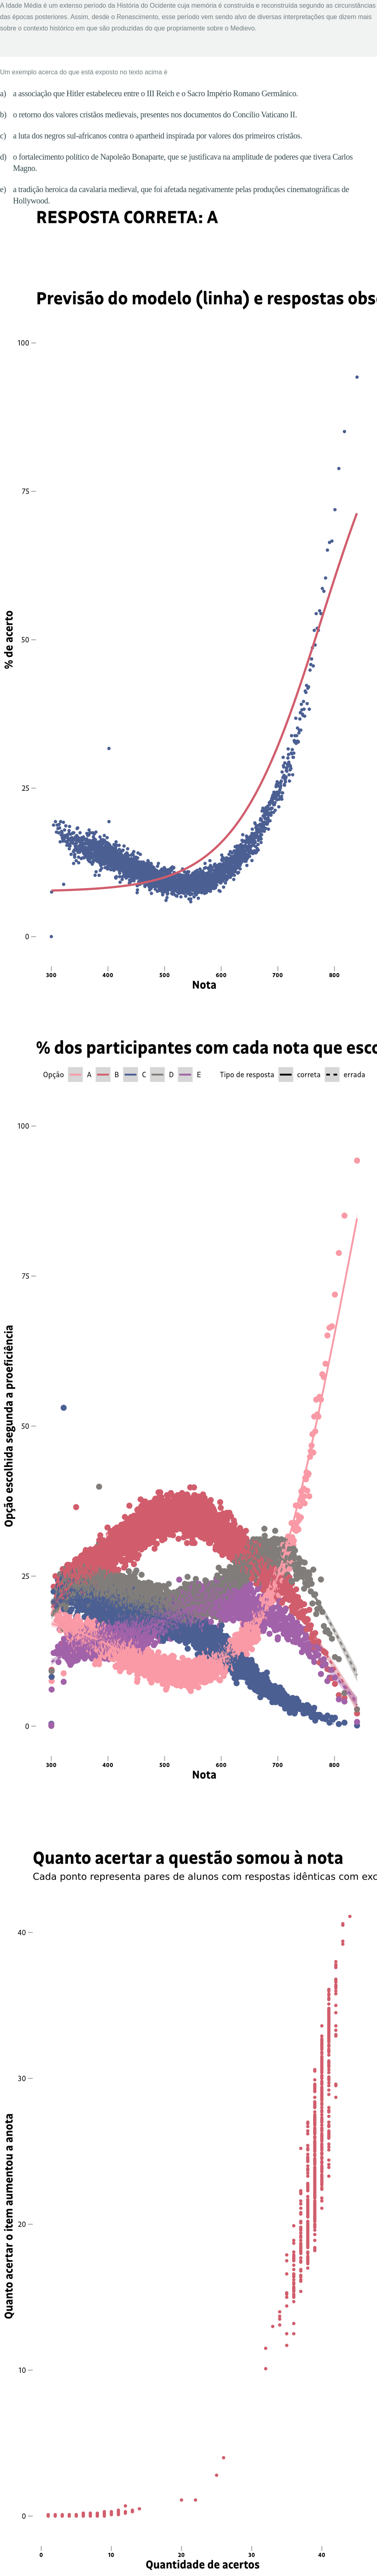 A Idade Média é um extenso período da História do Ocidente cuja memória é construída e reconstruída segundo as circunstâncias
das épocas posteriores. Assim, desde o Renascimento, esse período vem sendo alvo de diversas interpretações que dizem mais
sobre o contexto histórico em que são produzidas do que propriamente sobre o Medievo.
Um exemplo acerca do que está exposto no texto acima é
a) a associação que Hitler estabeleceu entre o III Reich e o Sacro Império Romano Germânico.
b) o retorno dos valores cristãos medievais, presentes nos documentos do Concílio Vaticano II.
c) a luta dos negros sul-africanos contra o apartheid inspirada por valores dos primeiros cristãos.
d) o fortalecimento político de Napoleão Bonaparte, que se justificava na amplitude de poderes que tivera Carlos
Magno.
e) a tradição heroica da cavalaria medieval, que foi afetada negativamente pelas produções cinematográficas de
Hollywood.
RESPOSTA CORRETA: A
Previsão do modelo (linha) e respostas obs
100
75
50
25
0
% de acerto
300 400 500 600 700 800
Nota
% dos participantes com cada nota que esco
Opção A B C D E Tipo de resposta correta errada
100
75
50
25
0
Opção escolhida segunda a proeficiência
300 400 500 600 700 800
Nota
Quanto acertar a questão somou à nota
Cada ponto representa pares de alunos com respostas idênticas com exc
40
30
20
10
0
Quanto acertar o item aumentou a anota
0 10 20 30 40
Quantidade de acertos